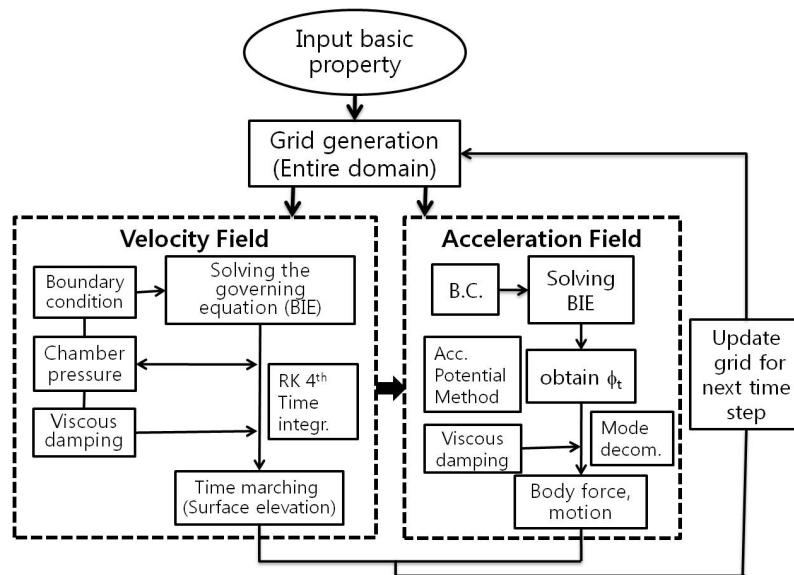 Input basic
property
Grid generation
(Entire domain)
Velocity Field
Boundary
condition
Solving the
governing
equation (BIE)
Chamber
pressure
RK 4th
Time
integr.
Viscous
damping
Time marching
(Surface elevation)
Acceleration Field
B.C.
Solving
BIE
Acc.
Potential
Method
obtain ϕt
Viscous
damping
Mode
decom.
Body force,
motion
Update
grid for
next time
step